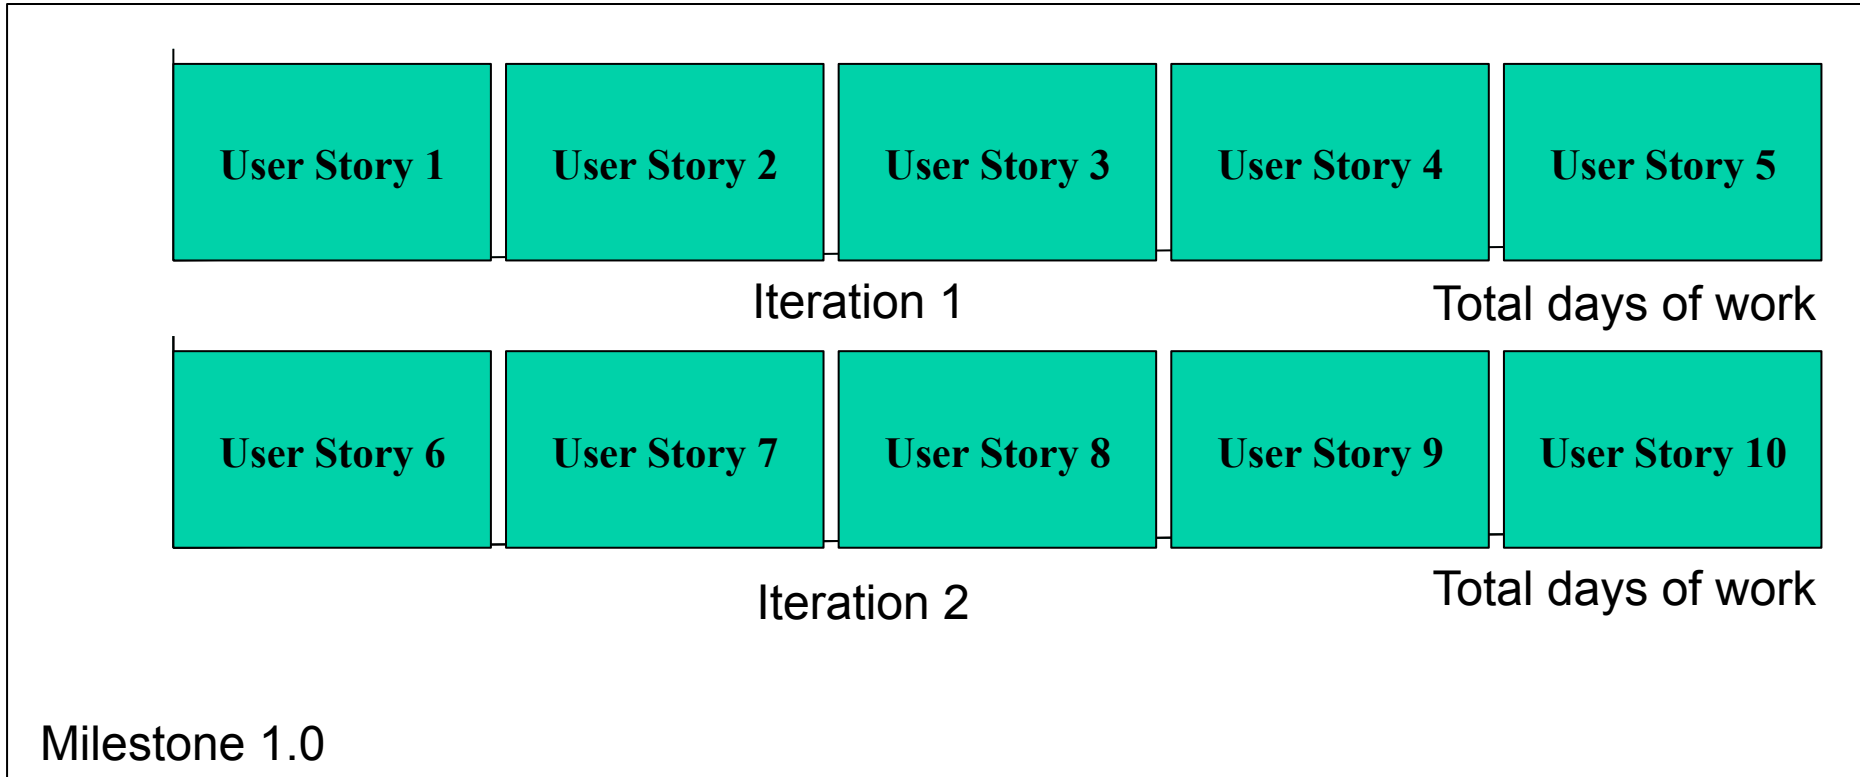 User Story 1
User Story 2
User Story 3
User Story 4
User Story 5
Iteration 1
Total days of work
User Story 6
User Story 7
User Story 8
User Story 9
User Story 10
Iteration 2
Total days of work
Milestone 1.0